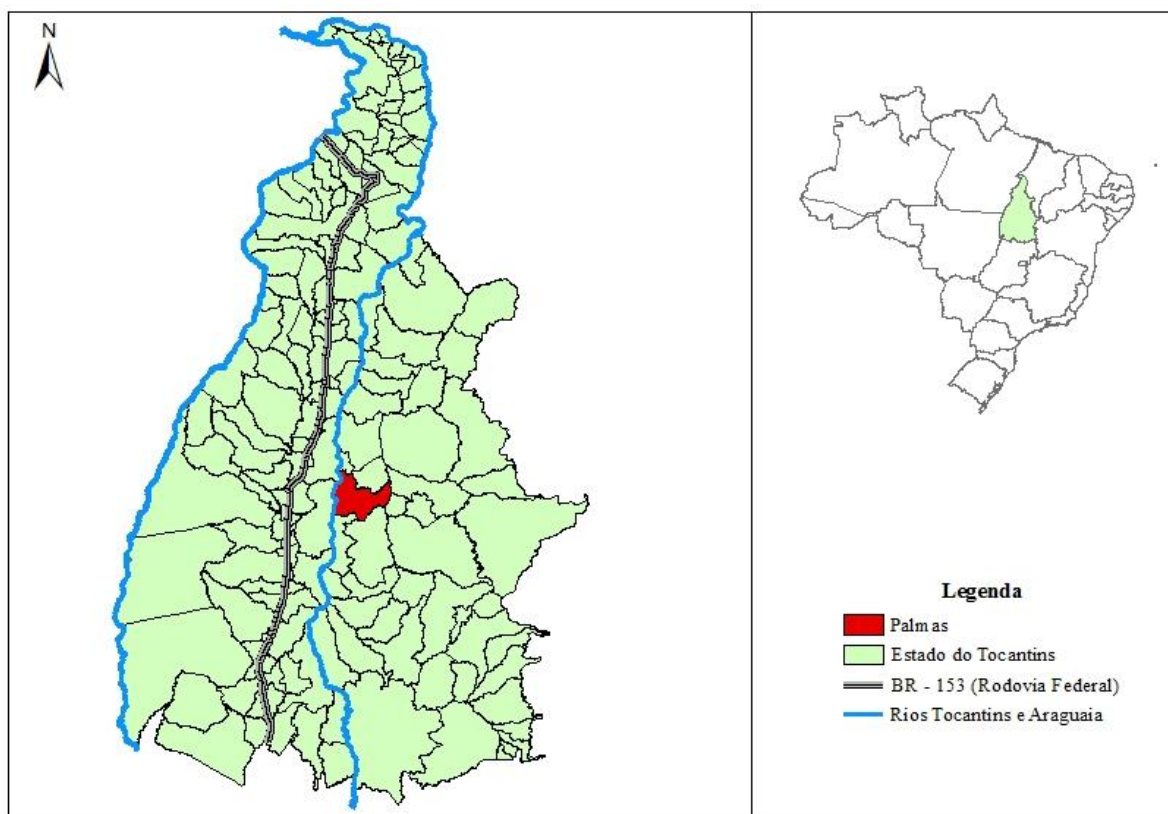 N
Legenda
Palmas
Estado do Tocantins
BR - 153 (Rodovia Federal)
Rios Tocantins e Araguaia